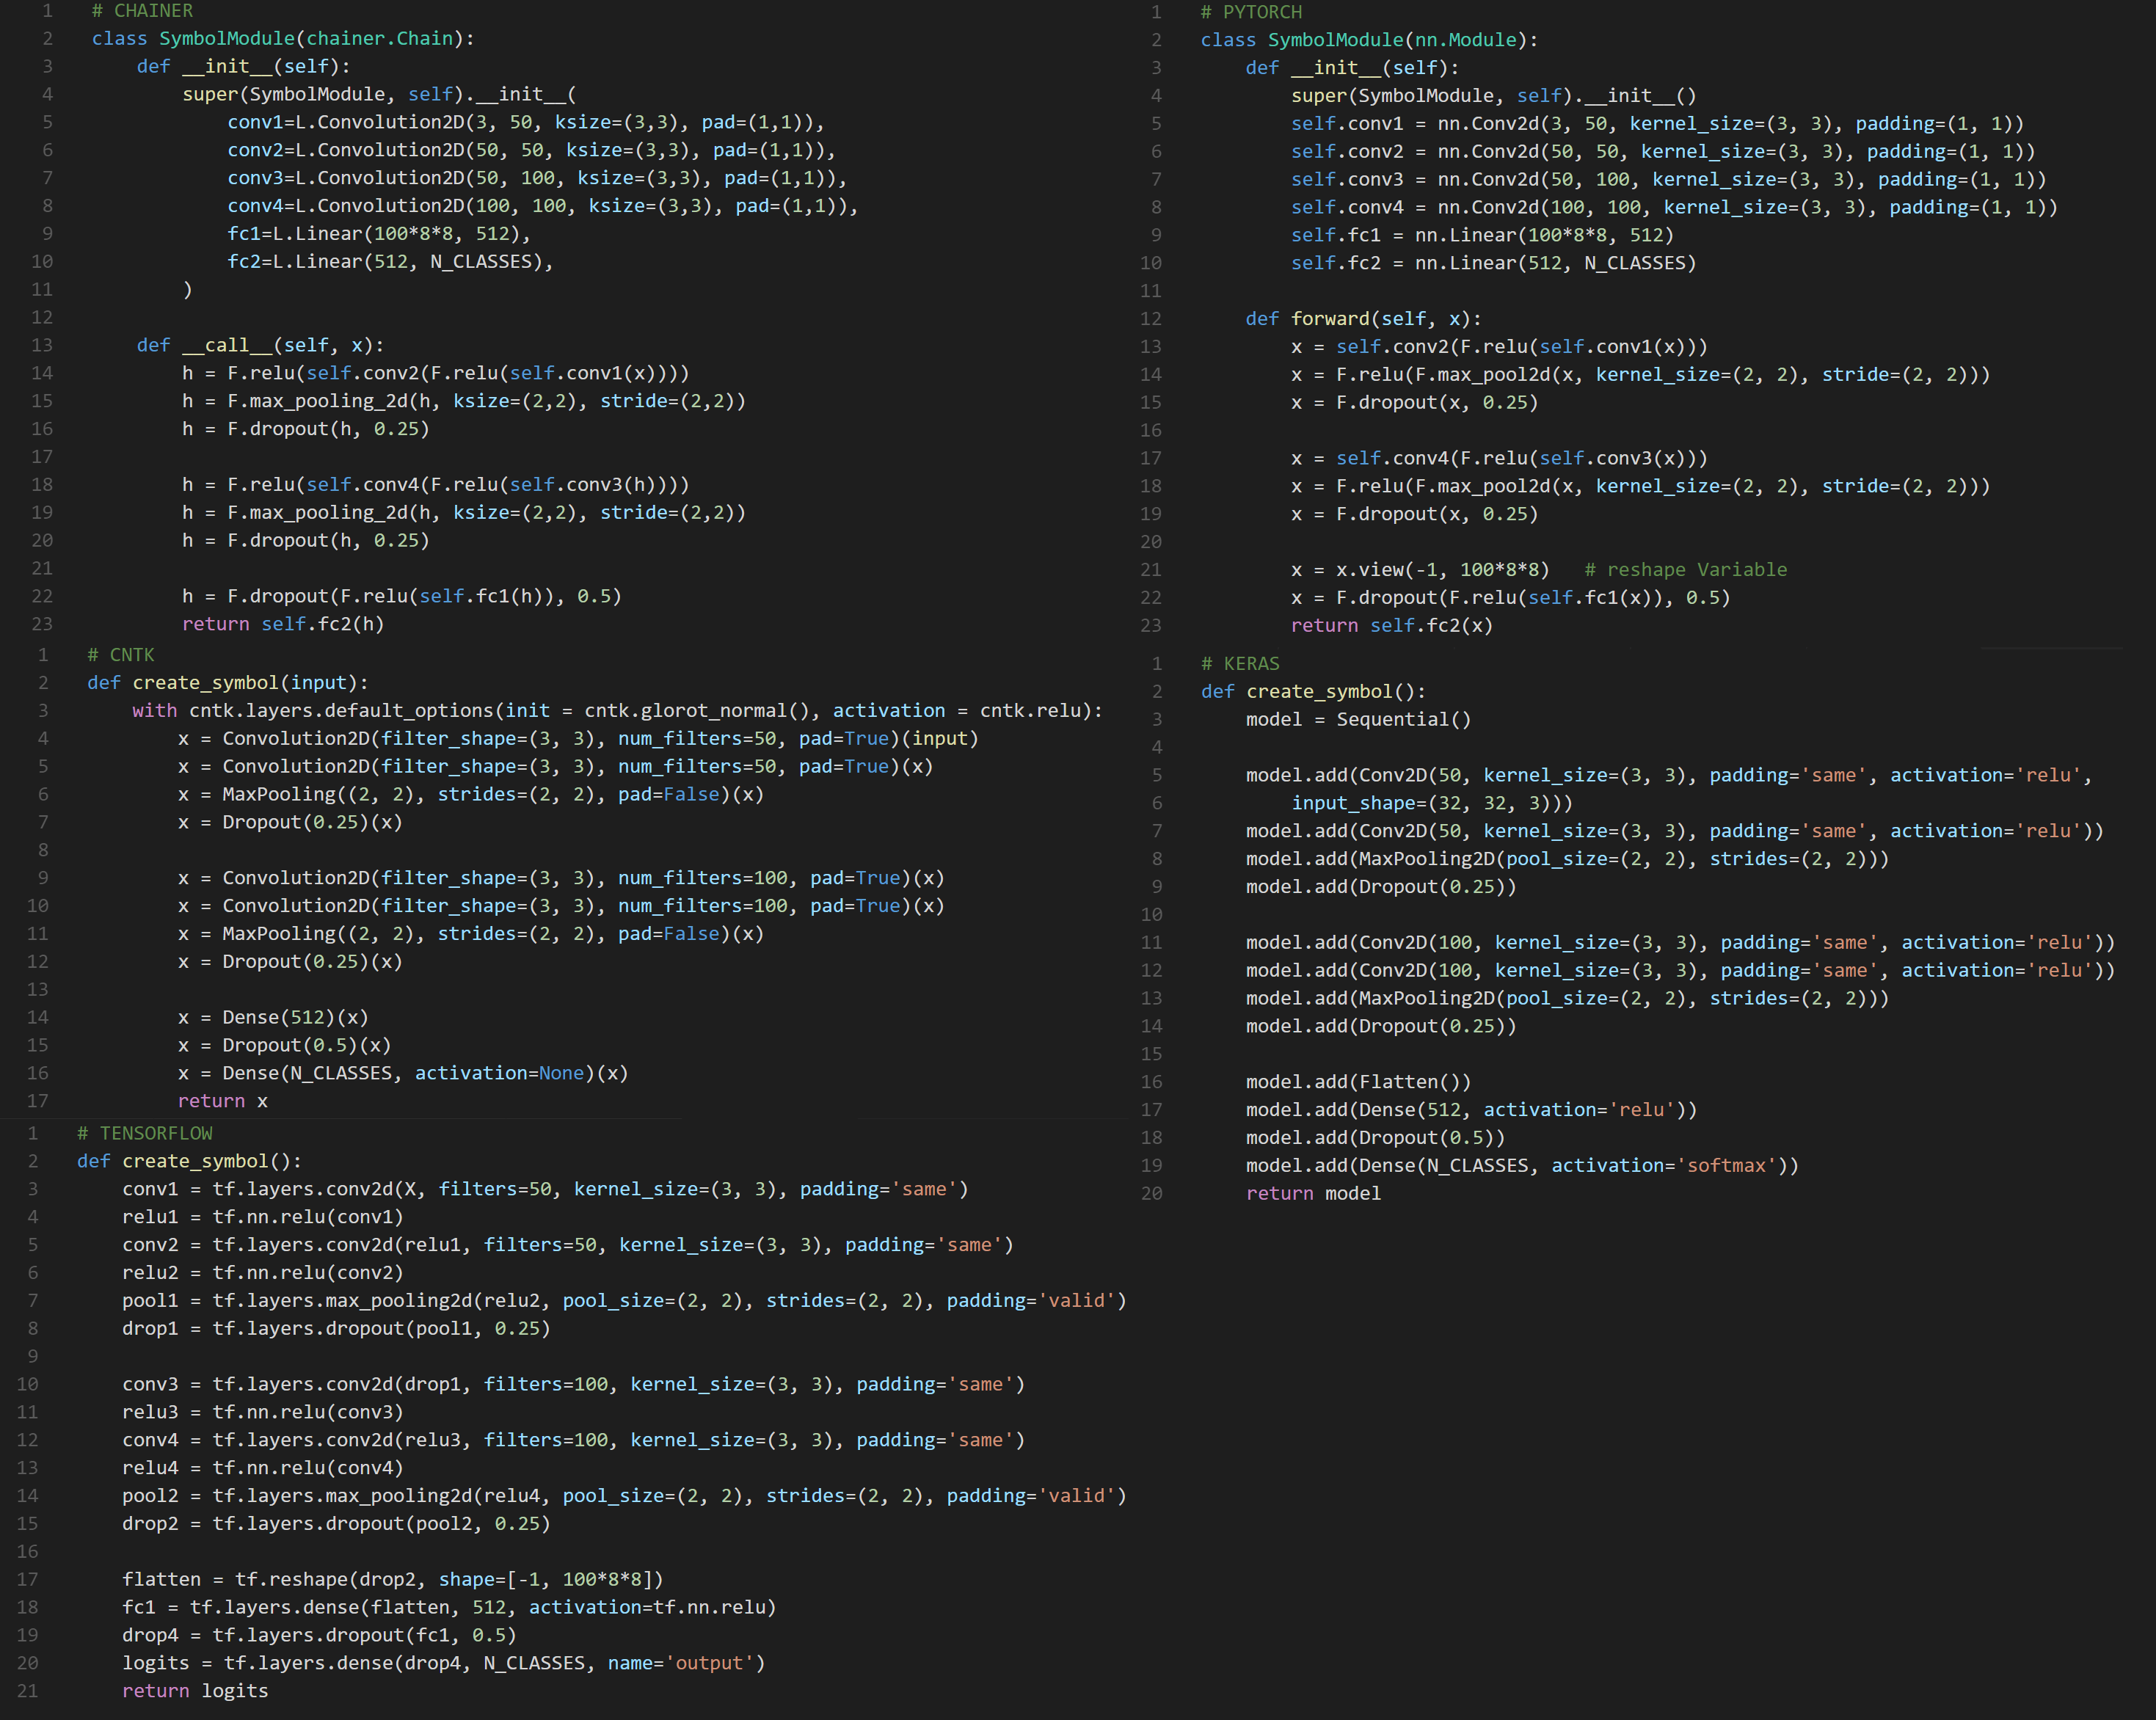 1 # CHAINER
2 class SymbolModule(chainer.Chain):
3 def __init__(self):
4 super(SymbolModule, self).__init__(
5 conv1=L.Convolution2D(3, 50, ksize=(3,3), pad=(1,1)),
6 conv2=L.Convolution2D(50, 50, ksize=(3,3), pad=(1,1)),
7 conv3=L.Convolution2D(50, 100, ksize=(3,3), pad=(1,1)),
8 conv4=L.Convolution2D(100, 100, ksize=(3,3), pad=(1,1)),
9 fc1=L.Linear(100*8*8, 512),
10 fc2=L.Linear(512, N_CLASSES),
11 )
12
13 def __call__(self, x):
14 h = F.relu(self.conv2(F.relu(self.conv1(x))))
15 h = F.max_pooling_2d(h, ksize=(2,2), stride=(2,2))
16 h = F.dropout(h, 0.25)
17
18 h = F.relu(self.conv4(F.relu(self.conv3(h))))
19 h = F.max_pooling_2d(h, ksize=(2,2), stride=(2,2))
20 h = F.dropout(h, 0.25)
21
22 h = F.dropout(F.relu(self.fc1(h)), 0.5)
23 return self.fc2(h)
1 # CNTK
2 def create_symbol(input):
3 with cntk.layers.default_options(init = cntk.glorot_normal(), activation = cntk.relu):
4 x = Convolution2D(filter_shape=(3, 3), num_filters=50, pad=True)(input)
5 x = Convolution2D(filter_shape=(3, 3), num_filters=50, pad=True)(x)
6 x = MaxPooling((2, 2), strides=(2, 2), pad=False)(x)
7 x = Dropout(0.25)(x)
8
9 x = Convolution2D(filter_shape=(3, 3), num_filters=100, pad=True)(x)
10 x = Convolution2D(filter_shape=(3, 3), num_filters=100, pad=True)(x)
11 x = MaxPooling((2, 2), strides=(2, 2), pad=False)(x)
12 x = Dropout(0.25)(x)
13
14 x = Dense(512)(x)
15 x = Dropout(0.5)(x)
16 x = Dense(N_CLASSES, activation=None)(x)
17 return x
1 # TENSORFLOW
2 def create_symbol():
3 conv1 = tf.layers.conv2d(X, filters=50, kernel_size=(3, 3), padding='same')
4 relu1 = tf.nn.relu(conv1)
5 conv2 = tf.layers.conv2d(relu1, filters=50, kernel_size=(3, 3), padding='same')
6 relu2 = tf.nn.relu(conv2)
7 pool1 = tf.layers.max_pooling2d(relu2, pool_size=(2, 2), strides=(2, 2), padding='valid')
8 drop1 = tf.layers.dropout(pool1, 0.25)
9
10 conv3 = tf.layers.conv2d(drop1, filters=100, kernel_size=(3, 3), padding='same')
11 relu3 = tf.nn.relu(conv3)
12 conv4 = tf.layers.conv2d(relu3, filters=100, kernel_size=(3, 3), padding='same')
13 relu4 = tf.nn.relu(conv4)
14 pool2 = tf.layers.max_pooling2d(relu4, pool_size=(2, 2), strides=(2, 2), padding='valid')
15 drop2 = tf.layers.dropout(pool2, 0.25)
16
17 flatten = tf.reshape(drop2, shape=[-1, 100*8*8])
18 fc1 = tf.layers.dense(flatten, 512, activation=tf.nn.relu)
19 drop4 = tf.layers.dropout(fc1, 0.5)
20 logits = tf.layers.dense(drop4, N_CLASSES, name='output')
21 return logits
1 # PYTORCH
2 class SymbolModule(nn.Module):
3 def __init__(self):
4 super(SymbolModule, self).__init__()
5 self.conv1 = nn.Conv2d(3, 50, kernel_size=(3, 3), padding=(1, 1))
6 self.conv2 = nn.Conv2d(50, 50, kernel_size=(3, 3), padding=(1, 1))
7 self.conv3 = nn.Conv2d(50, 100, kernel_size=(3, 3), padding=(1, 1))
8 self.conv4 = nn.Conv2d(100, 100, kernel_size=(3, 3), padding=(1, 1))
9 self.fc1 = nn.Linear(100*8*8, 512)
10 self.fc2 = nn.Linear(512, N_CLASSES)
11
12 def forward(self, x):
13 x = self.conv2(F.relu(self.conv1(x)))
14 x = F.relu(F.max_pool2d(x, kernel_size=(2, 2), stride=(2, 2)))
15 x = F.dropout(x, 0.25)
16
17 x = self.conv4(F.relu(self.conv3(x)))
18 x = F.relu(F.max_pool2d(x, kernel_size=(2, 2), stride=(2, 2)))
19 x = F.dropout(x, 0.25)
20
21 x = x.view(-1, 100*8*8) # reshape Variable
22 x = F.dropout(F.relu(self.fc1(x)), 0.5)
23 return self.fc2(x)
1 # KERAS
2 def create_symbol():
3 model = Sequential()
4
5 model.add(Conv2D(50, kernel_size=(3, 3), padding='same', activation='relu',
6 input_shape=(32, 32, 3)))
7 model.add(Conv2D(50, kernel_size=(3, 3), padding='same', activation='relu'))
8 model.add(MaxPooling2D(pool_size=(2, 2), strides=(2, 2)))
9 model.add(Dropout(0.25))
10
11 model.add(Conv2D(100, kernel_size=(3, 3), padding='same', activation='relu'))
12 model.add(Conv2D(100, kernel_size=(3, 3), padding='same', activation='relu'))
13 model.add(MaxPooling2D(pool_size=(2, 2), strides=(2, 2)))
14 model.add(Dropout(0.25))
15
16 model.add(Flatten())
17 model.add(Dense(512, activation='relu'))
18 model.add(Dropout(0.5))
19 model.add(Dense(N_CLASSES, activation='softmax'))
20 return model